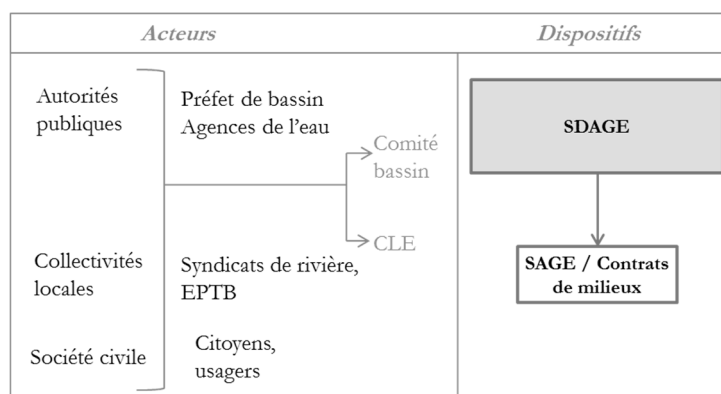 Acteurs
Dispositifs
Autorités
publiques
Préfet de bassin
Agences de l'eau
Comité
bassin
CLE
Collectivités
locales
Syndicats de rivière,
EPTB
Société civile
Citoyens,
usagers
SDAGE
SAGE / Contrats
de milieux